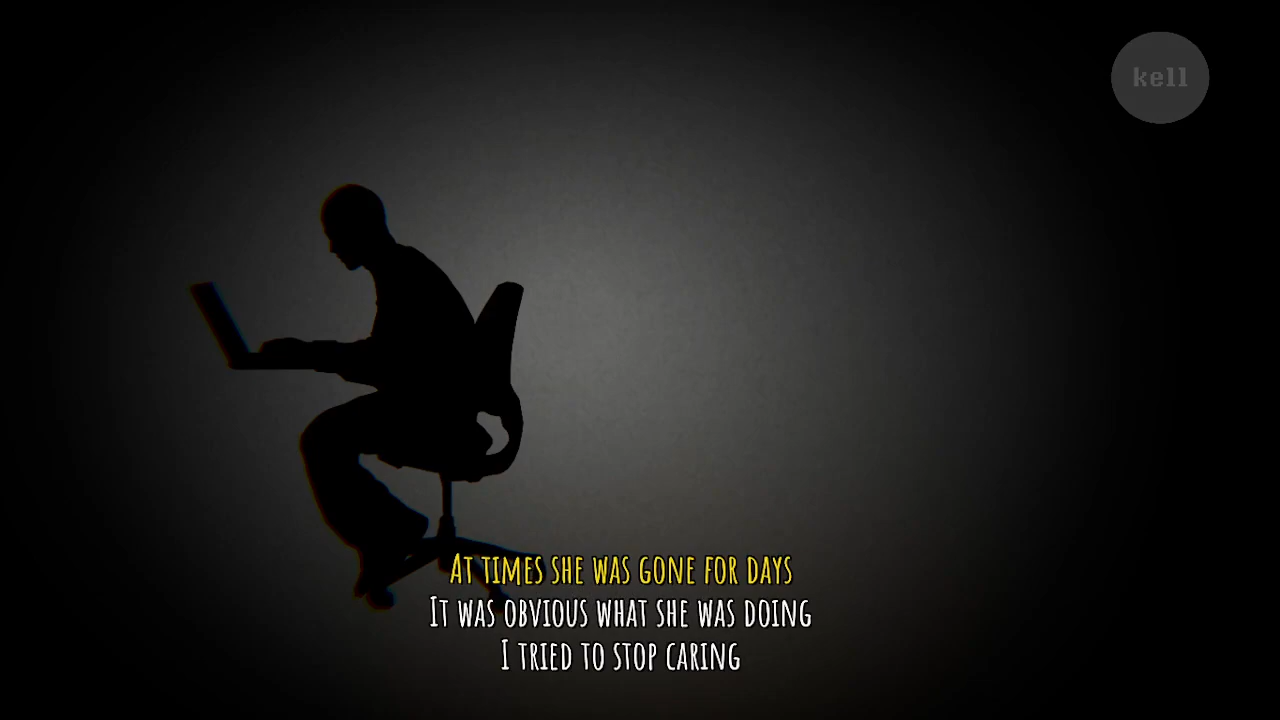 kell
At times she was gone for days
It was obvious what she was doing
I tried to stop caring